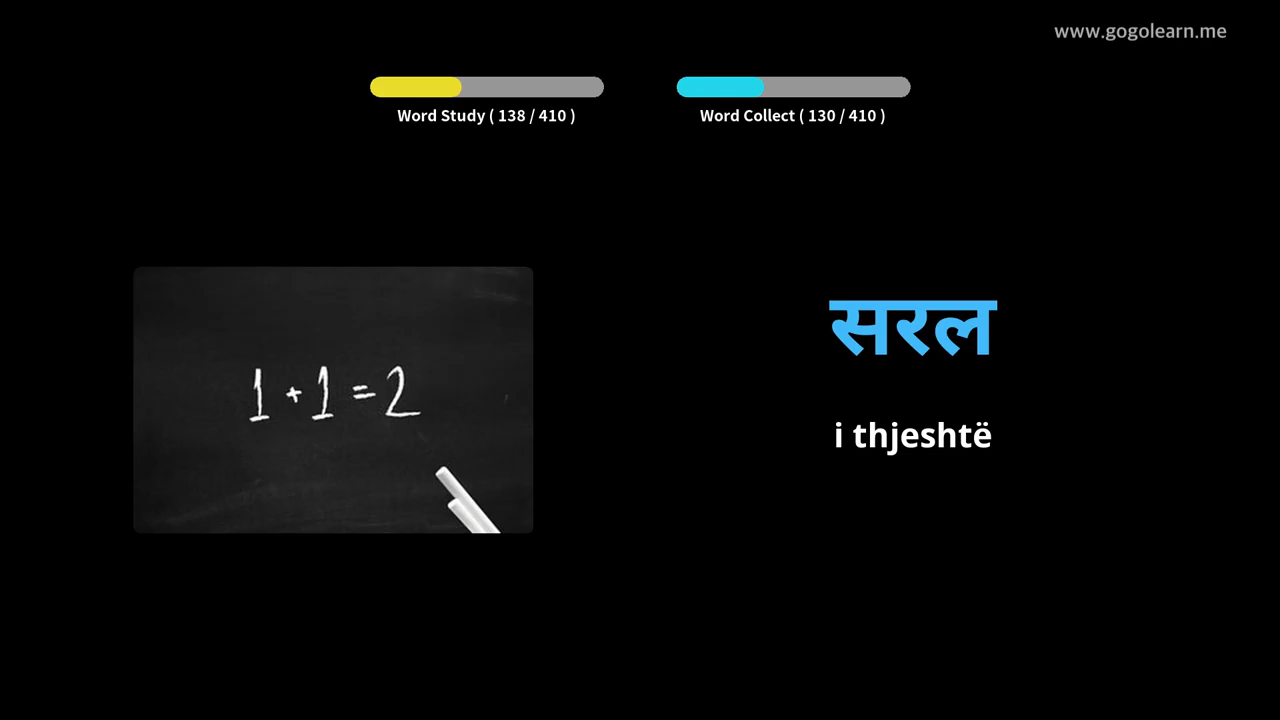 www.gogolearn.me
Word Study ( 138 / 410 )
Word Collect ( 130 / 410 )
1 + 1 = 2
सरल
i thjeshtë